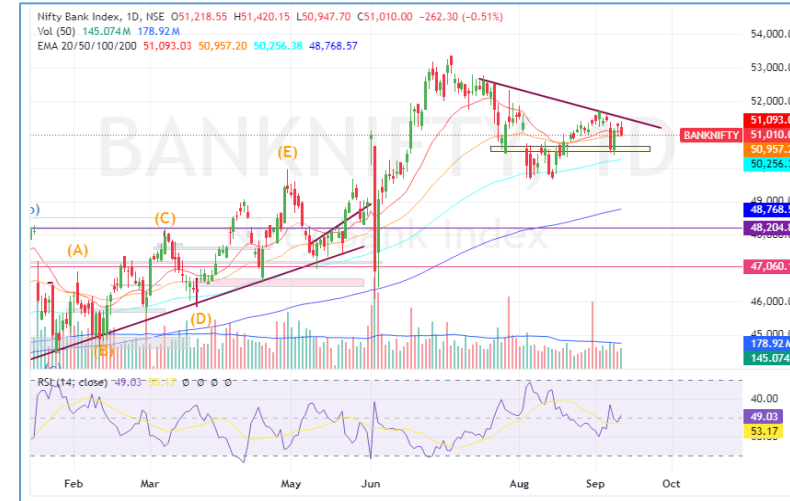 Nifty Bank Index, 1D, NSE O51,218.55 H51,420.15 L50,947.70 C51,010.00 -262.30 (-0.51%)
Vol (50) 145.074M 178.92M
EMA 20/50/100/200 51,093.03 50,957.20 50,256.38 48,768.57
54,000.0
53,000.0
52,000.0
51,093.0
BANKNIFTY 51,010.0
50,957.2
50,256.
49,000.0
48,768.5
48,204.8
47,060.
46,000.0
45,000.0
178.92M
145.074
BANKNIFTY, 1D
Nifty Bank Index
(A)
(B)
(C)
(D)
(E)
RSI (14; close) 49.03 53.17 Ø Ø Ø Ø
40.00
49.03
53.17
Feb Mar May Jun Aug Sep Oct